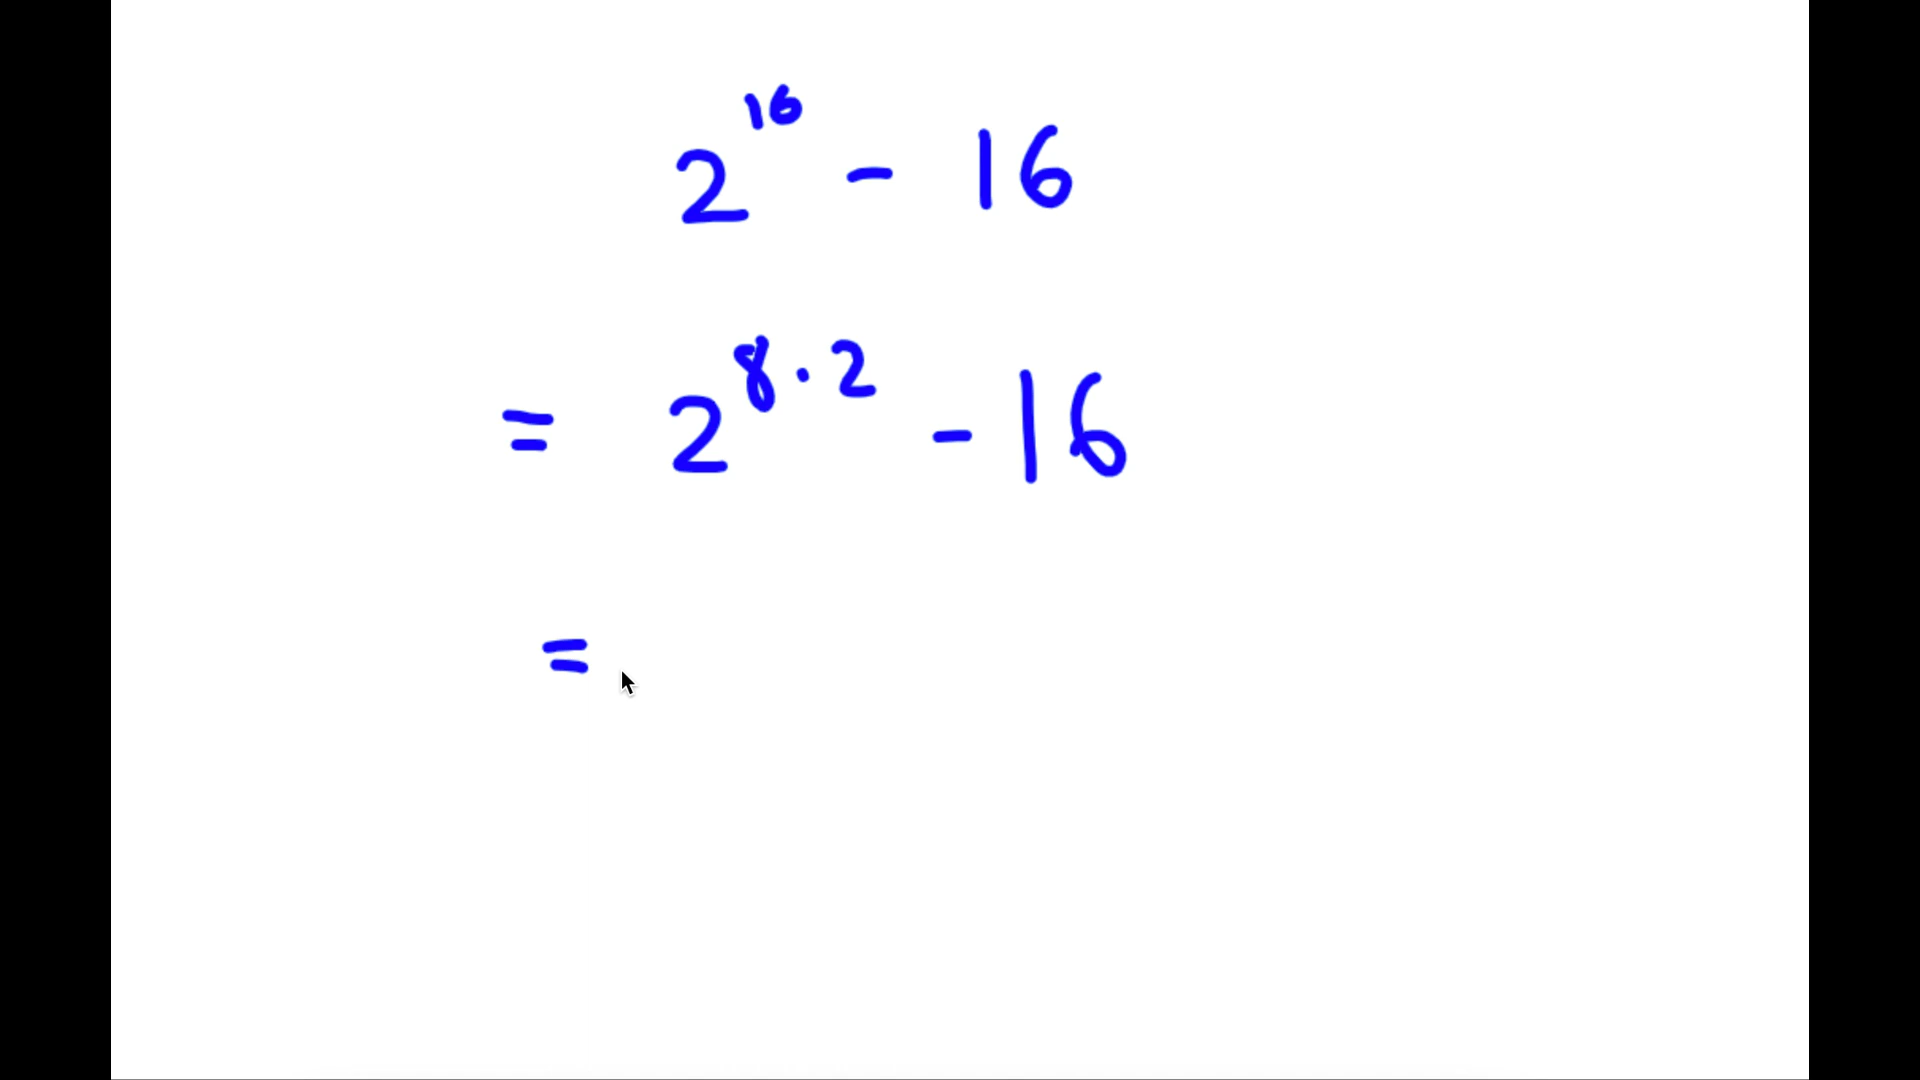 2^16 - 16
= 2^8·2 - 16
=